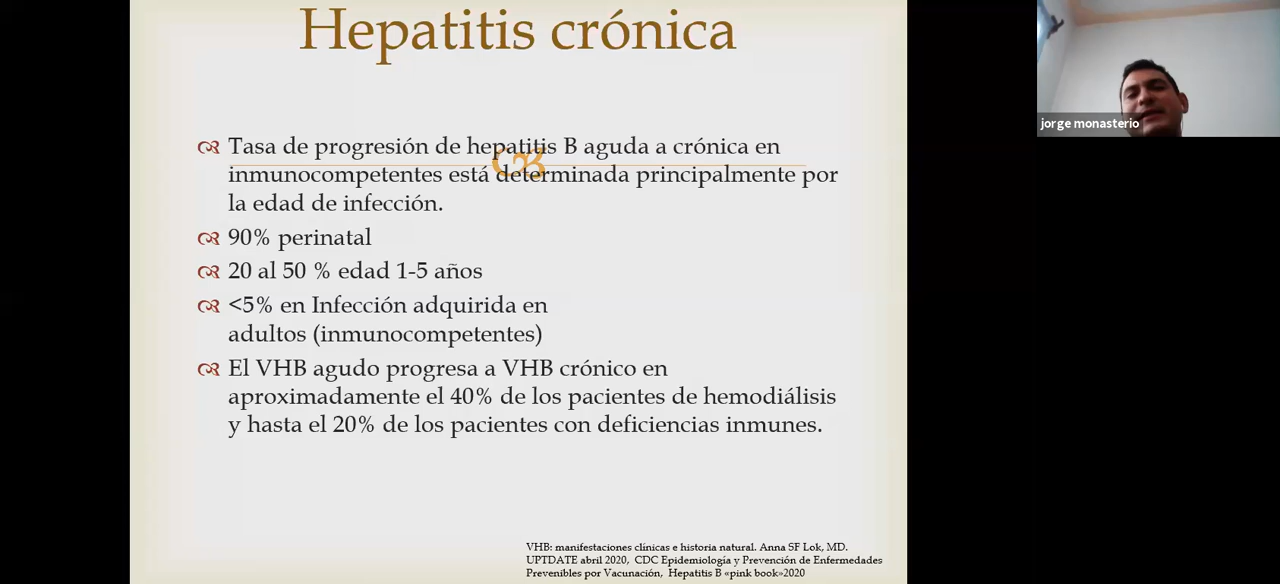 Hepatitis crónica
Tasa de progresión de hepatitis B aguda a crónica en
inmunocompetentes está determinada principalmente por
la edad de infección.
90% perinatal
20 al 50 % edad 1-5 años
<5% en Infección adquirida en
adultos (inmunocompetentes)
El VHB agudo progresa a VHB crónico en
aproximadamente el 40% de los pacientes de hemodiálisis
y hasta el 20% de los pacientes con deficiencias inmunes.
VHB: manifestaciones clínicas e historia natural. Anna SF Lok, MD.
UPTDATE abril 2020, CDC Epidemiología y Prevención de Enfermedades
Prevenibles por Vacunación, Hepatitis B «pink book»2020
jorge monasterio